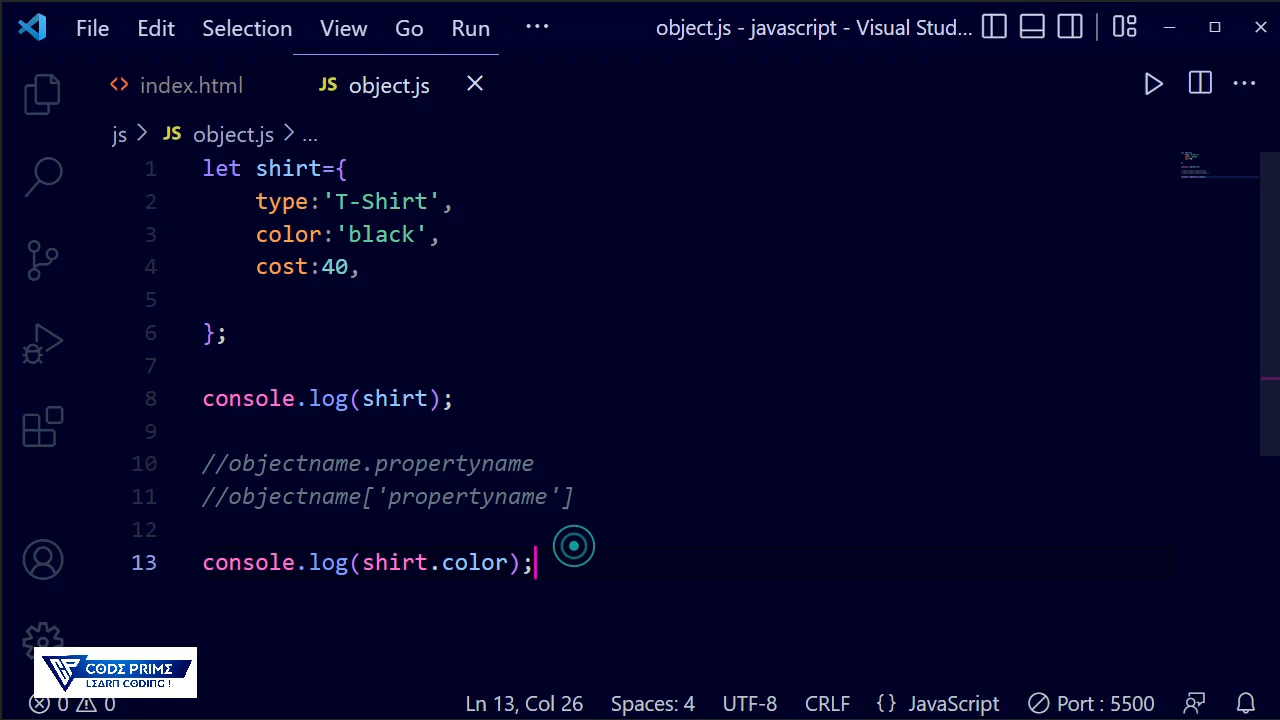 File Edit Selection View Go Run ··· object.js - javascript - Visual Stud...
<> index.html JS object.js
js > JS object.js > ...
1 let shirt={
2     type:'T-Shirt',
3     color:'black',
4     cost:40,
5
6 };
7
8 console.log(shirt);
9
10 //objectname.propertyname
11 //objectname['propertyname']
12
13 console.log(shirt.color);
CODE PRIME
LEARN CODING !
0 0 Ln 13, Col 26 Spaces: 4 UTF-8 CRLF {} JavaScript Port : 5500